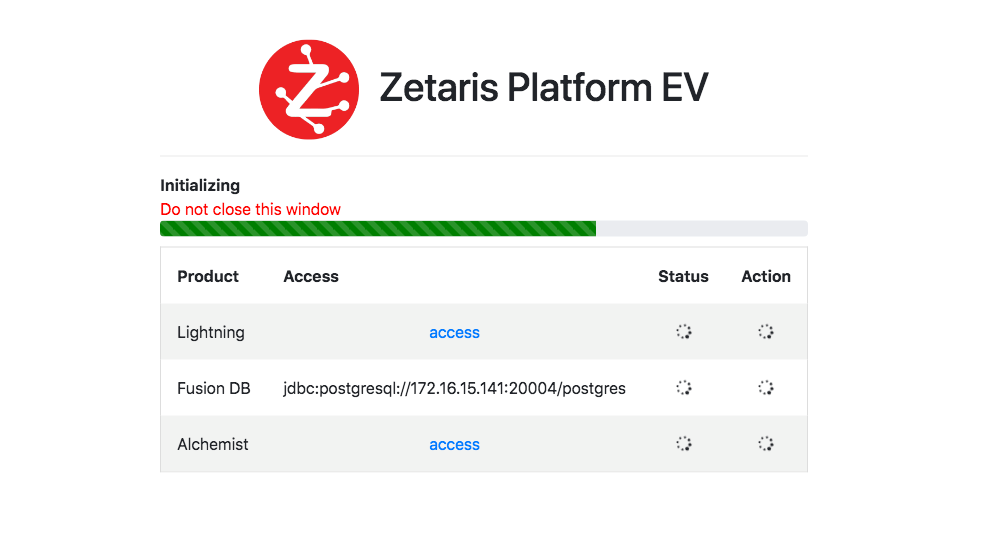 Z
Zetaris Platform EV
Initializing
Do not close this window
Product Access Status Action
Lightning access
Fusion DB jdbc:postgresql://172.16.15.141:20004/postgres
Alchemist access